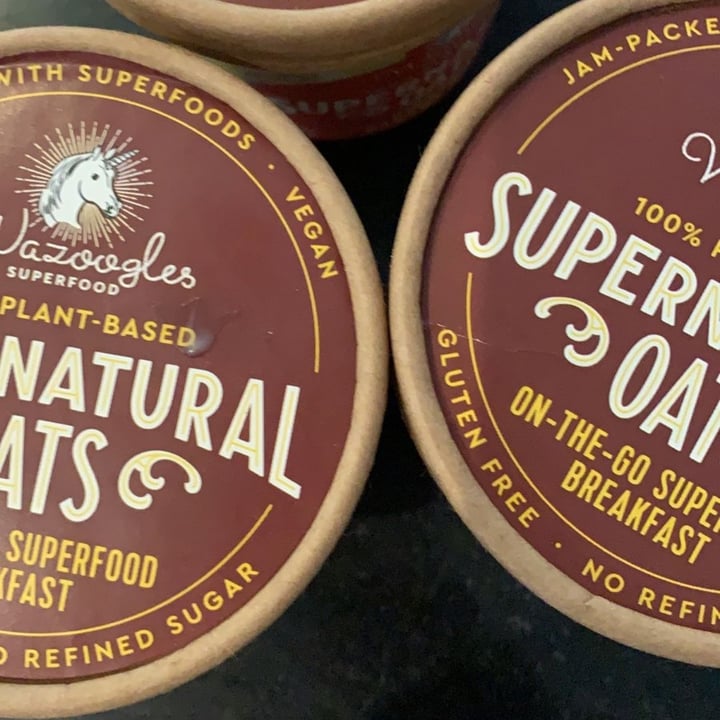 WITH SUPERFOODS · VEGAN
Wazoogles
SUPERFOOD
PLANT-BASED
NATURAL
ATS
SUPERFOOD
KFAST
REFINED SUGAR
JAM-PACKE
100%
SUPERN
OAT
ON-THE-GO SUPE
BREAKFAST
GLUTEN FREE · NO REFIN